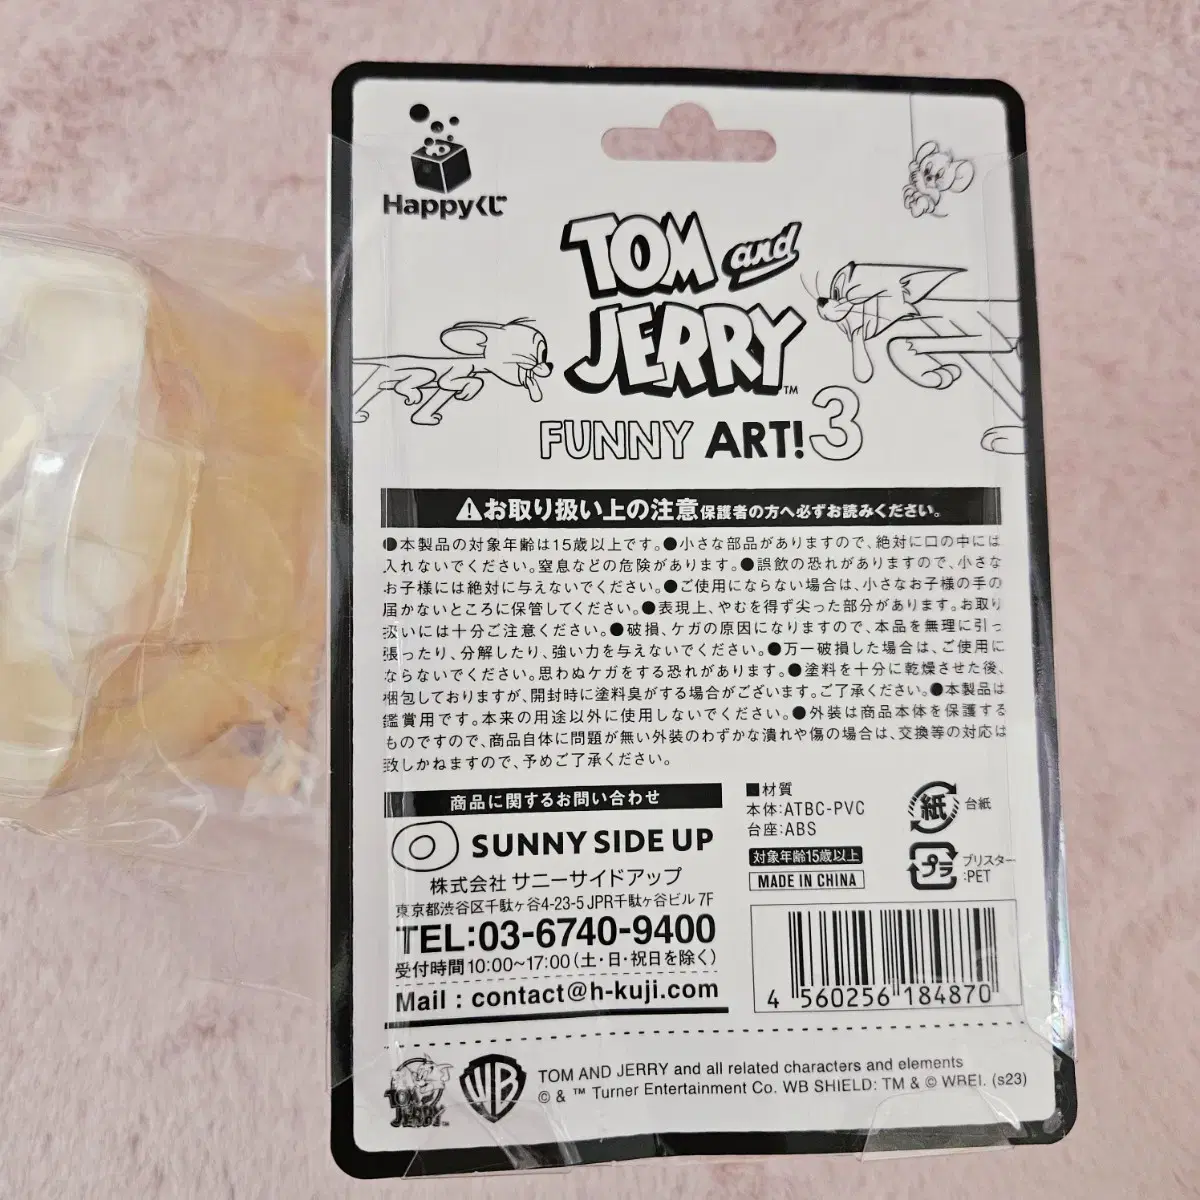 Happyくじ
TOM and
JERRY™
FUNNY ART! 3
⚠お取り扱い上の注意 保護者の方へ必ずお読みください。
●本製品の対象年齢は15歳以上です。●小さな部品がありますので、絶対に口の中には
入れないでください。窒息などの危険があります。●誤飲の恐れがありますので、小さな
お子様には絶対に与えないでください。●ご使用にならない場合は、小さなお子様の手の
届かないところに保管してください。●表現上、やむを得ず尖った部分があります。お取り
扱いには十分ご注意ください。●破損、ケガの原因になりますので、本品を無理に引っ
張ったり、分解したり、強い力を与えないでください。●万一破損した場合は、ご使用に
ならないでください。思わぬケガをする恐れがあります。●塗料を十分に乾燥させた後、
梱包しておりますが、開封時に塗料臭がする場合がございます。ご了承ください。●本製品は
鑑賞用です。本来の用途以外に使用しないでください。●外装は商品本体を保護する
ものですので、商品自体に問題が無い外装のわずかな潰れや傷の場合は、交換等の対応は
致しかねますので、予めご了承ください。
商品に関するお問い合わせ
SUNNY SIDE UP
株式会社 サニーサイドアップ
東京都渋谷区千駄ヶ谷4-23-5 JPR千駄ヶ谷ビル 7F
TEL:03-6740-9400
受付時間10:00~17:00(土・日・祝日を除く)
Mail : contact@h-kuji.com
■材質
本体:ATBC-PVC
台座:ABS
対象年齢15歳以上
MADE IN CHINA
紙 台紙
プラ ブリスター
:PET
4 560256 184870
TOM AND
JERRY™
WB
TOM AND JERRY and all related characters and elements
© & ™ Turner Entertainment Co. WB SHIELD: TM & © WBEI. (s23)